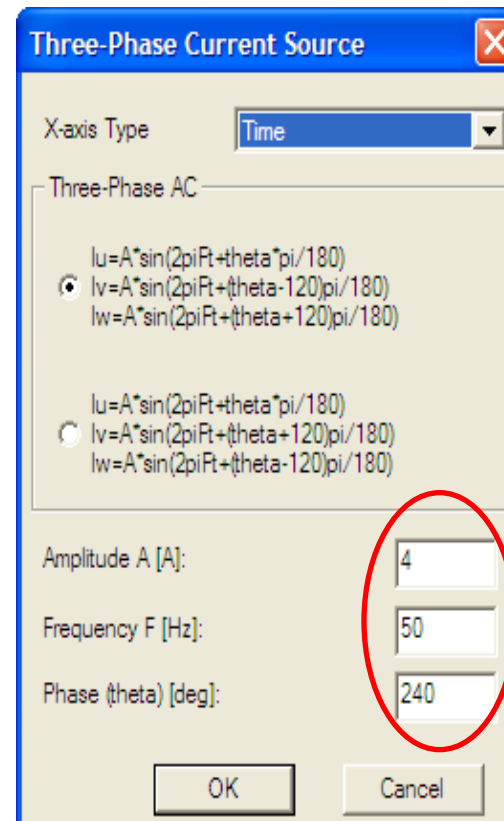 Three-Phase Current Source
X-axis Type Time
Three-Phase AC
Iu=A*sin(2piFt+theta*pi/180)
Iv=A*sin(2piFt+(theta-120)pi/180)
Iw=A*sin(2piFt+(theta+120)pi/180)
Iu=A*sin(2piFt+theta*pi/180)
Iv=A*sin(2piFt+(theta+120)pi/180)
Iw=A*sin(2piFt+(theta-120)pi/180)
Amplitude A [A]: 4
Frequency F [Hz]: 50
Phase (theta) [deg]: 240
OK Cancel